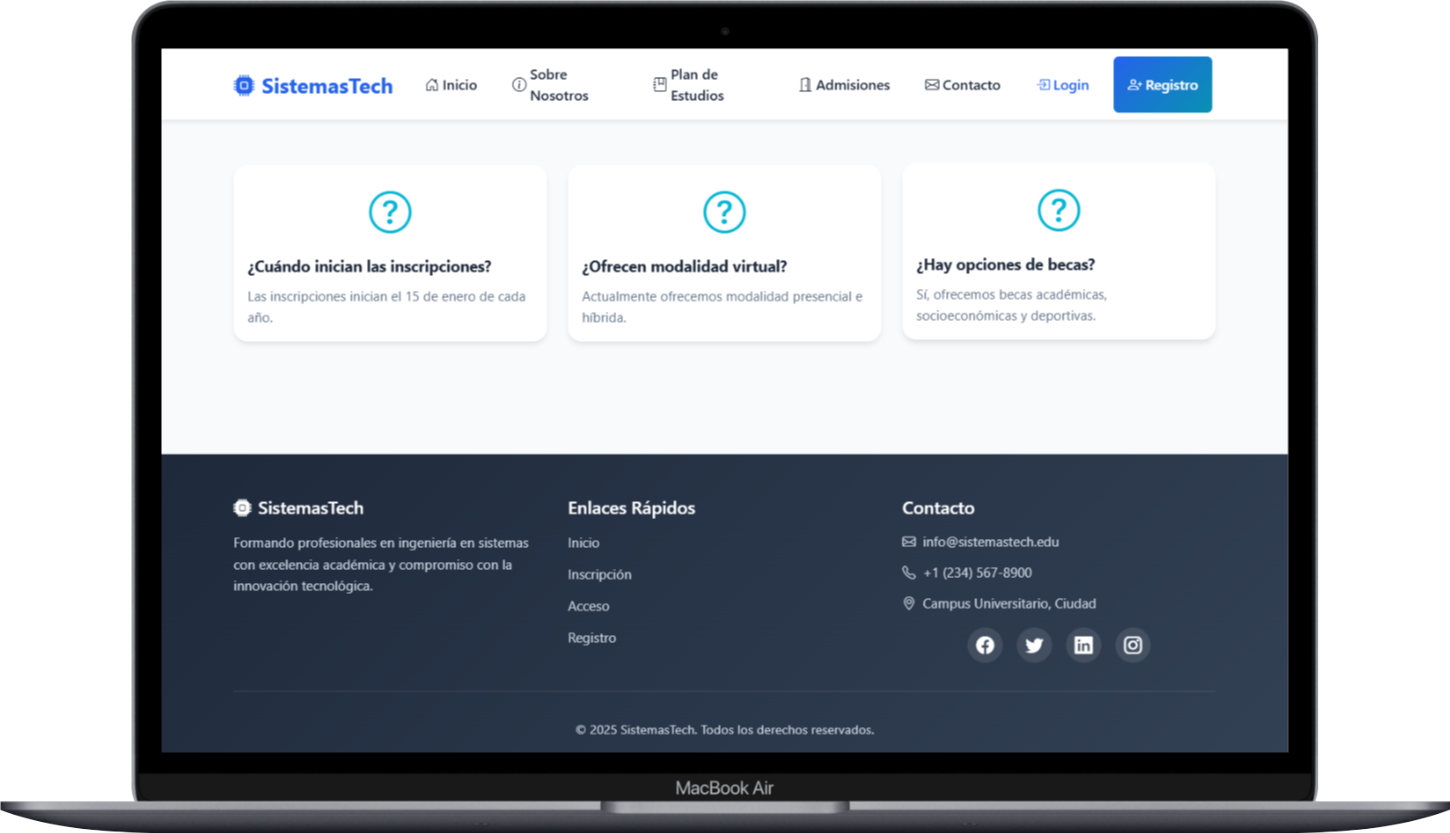 SistemasTech
Inicio
Sobre
Nosotros
Plan de
Estudios
Admisiones
Contacto
Login
Registro
¿Cuándo inician las inscripciones?
Las inscripciones inician el 15 de enero de cada
año.
¿Ofrecen modalidad virtual?
Actualmente ofrecemos modalidad presencial e
híbrida.
¿Hay opciones de becas?
Sí, ofrecemos becas académicas,
socioeconómicas y deportivas.
SistemasTech
Formando profesionales en ingeniería en sistemas
con excelencia académica y compromiso con la
innovación tecnológica.
Enlaces Rápidos
Inicio
Inscripción
Acceso
Registro
Contacto
info@sistemastech.edu
+1 (234) 567-8900
Campus Universitario, Ciudad
© 2025 SistemasTech. Todos los derechos reservados.
MacBook Air